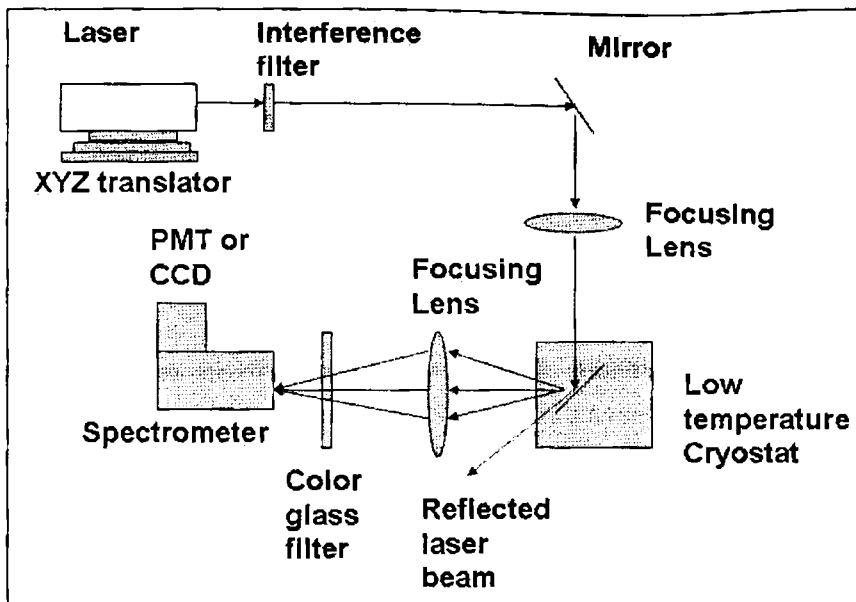 Laser
Interference
filter
Mirror
XYZ translator
Focusing
Lens
PMT or
CCD
Focusing
Lens
Spectrometer
Low
temperature
Cryostat
Color
glass
filter
Reflected
laser
beam